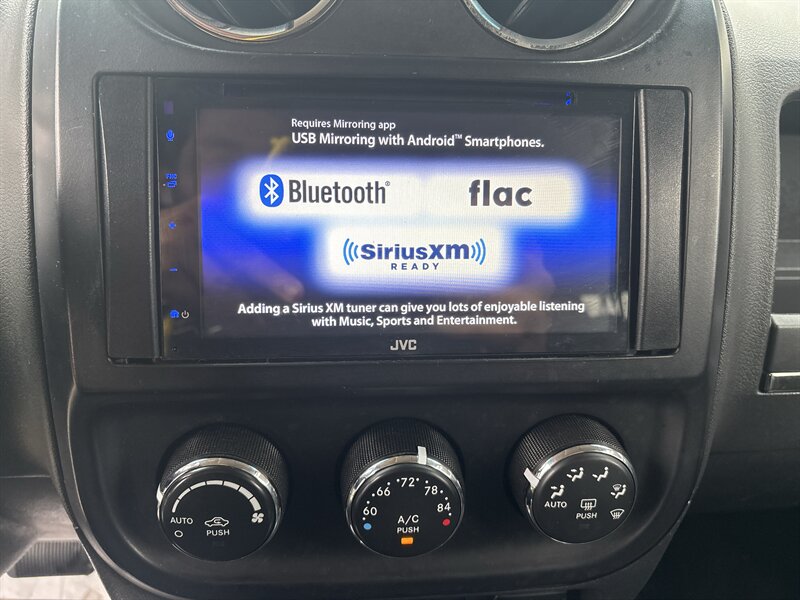 Requires Mirroring app
USB Mirroring with Android™ Smartphones.
Bluetooth®
flac
SiriusXM
READY
Adding a Sirius XM tuner can give you lots of enjoyable listening
with Music, Sports and Entertainment.
JVC
AUTO
PUSH
60 66 72 78 84
A/C
PUSH
AUTO
PUSH